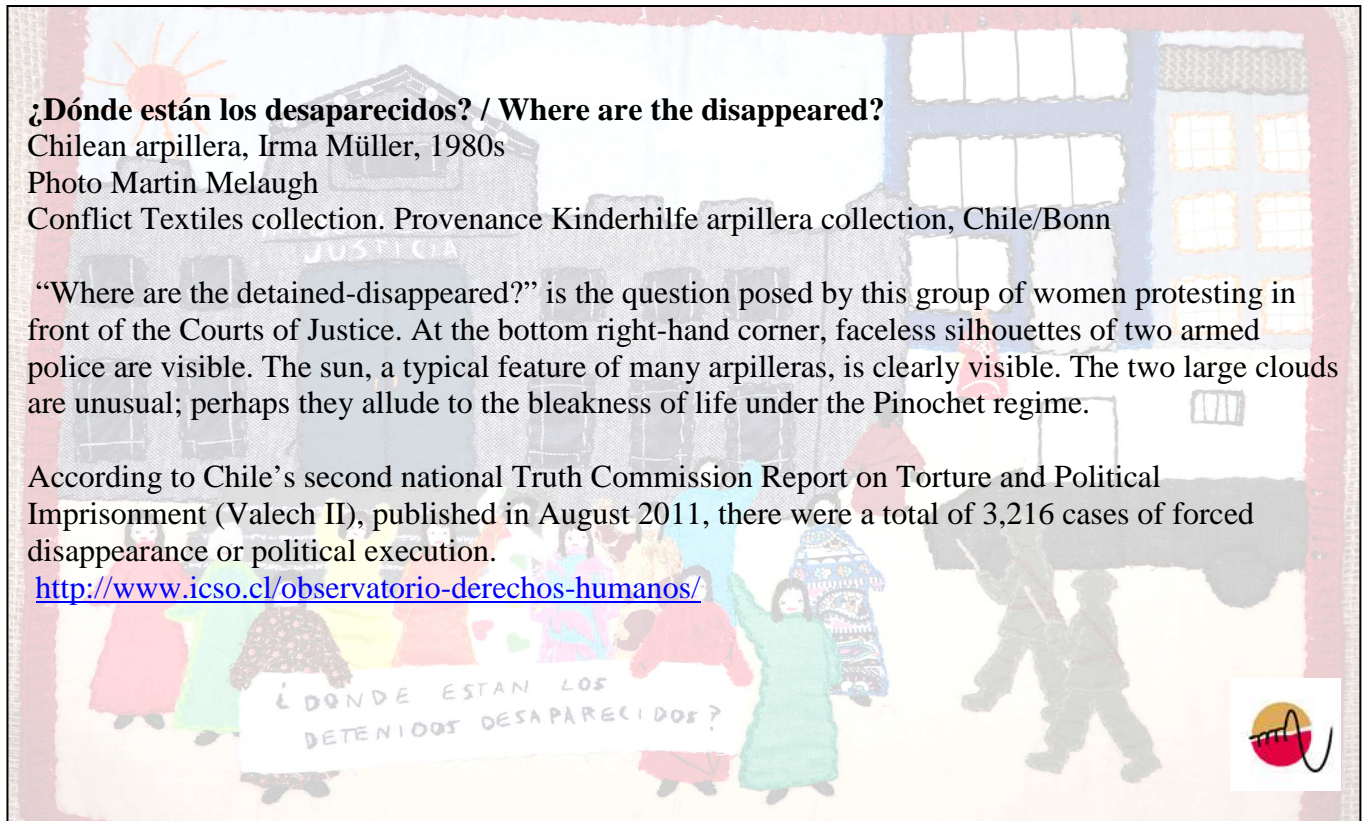 ¿Dónde están los desaparecidos? / Where are the disappeared?
Chilean arpillera, Irma Müller, 1980s
Photo Martin Melaugh
Conflict Textiles collection. Provenance Kinderhilfe arpillera collection, Chile/Bonn
“Where are the detained-disappeared?” is the question posed by this group of women protesting in
front of the Courts of Justice. At the bottom right-hand corner, faceless silhouettes of two armed
police are visible. The sun, a typical feature of many arpilleras, is clearly visible. The two large clouds
are unusual; perhaps they allude to the bleakness of life under the Pinochet regime.
According to Chile’s second national Truth Commission Report on Torture and Political
Imprisonment (Valech II), published in August 2011, there were a total of 3,216 cases of forced
disappearance or political execution.
http://www.icso.cl/observatorio-derechos-humanos/
JUSTICIA
¿DONDE ESTAN LOS
DETENIDOS DESAPARECIDOS?